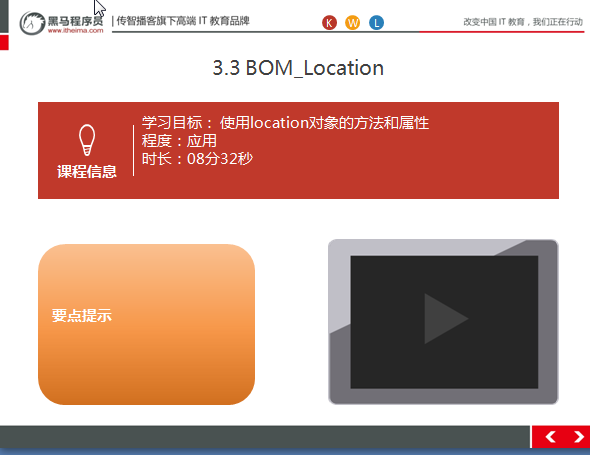 黑马程序员
www.itheima.com
传智播客旗下高端 IT 教育品牌
K W L
改变中国 IT 教育，我们正在行动
3.3 BOM_Location
学习目标： 使用location对象的方法和属性
程度：应用
时长：08分32秒
课程信息
要点提示